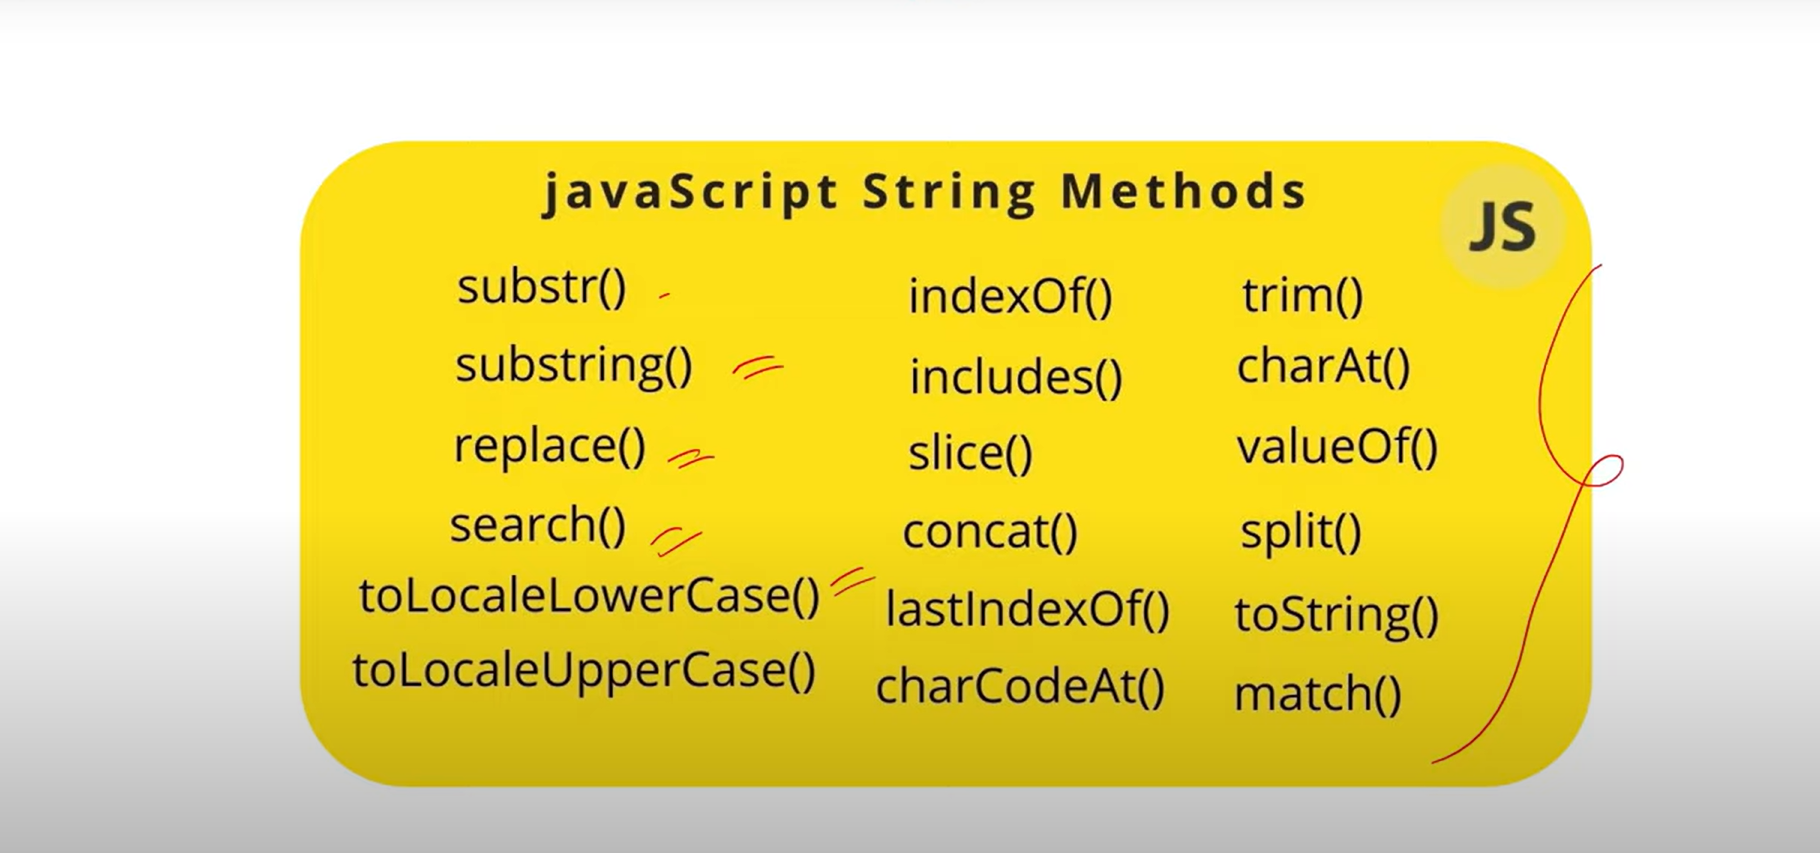 javaScript String Methods
JS
substr()
substring()
replace()
search()
toLocaleLowerCase()
toLocaleUpperCase()
indexOf()
includes()
slice()
concat()
lastIndexOf()
charCodeAt()
trim()
charAt()
valueOf()
split()
toString()
match()